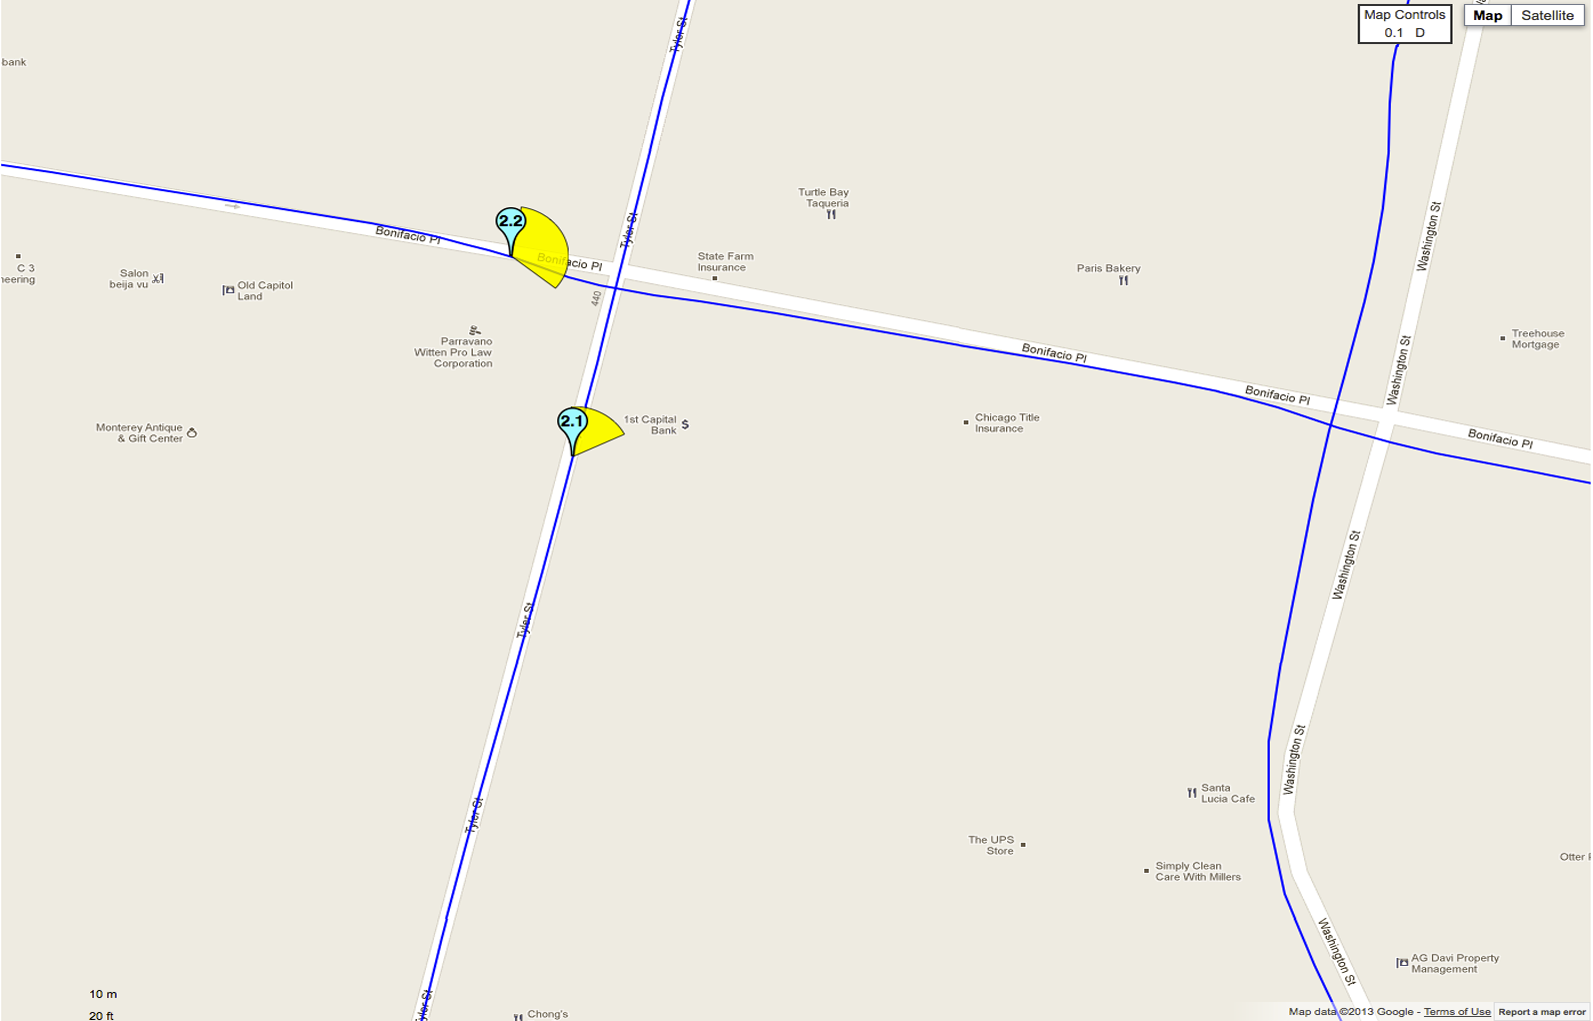 Map Controls
0.1 D
Map
Satellite
Tyler St
bank
Turtle Bay
Taqueria
Washington St
Bonifacio Pl
2.2
Tyler St
Bonifacio Pl
State Farm
Insurance
Paris Bakery
C 3
neering
Salon
beija vu
Old Capitol
Land
440
Treehouse
Mortgage
Parravano
Witten Pro Law
Corporation
Bonifacio Pl
Washington St
Bonifacio Pl
2.1
1st Capital
Bank
$
Chicago Title
Insurance
Monterey Antique
& Gift Center
Bonifacio Pl
Washington St
Tyler St
Washington St
Tyler St
Santa
Lucia Cafe
The UPS
Store
Simply Clean
Care With Millers
Otter
Washington St
AG Davi Property
Management
10 m
20 ft
Tyler St
Chong's
Map data ©2013 Google - Terms of Use
Report a map error